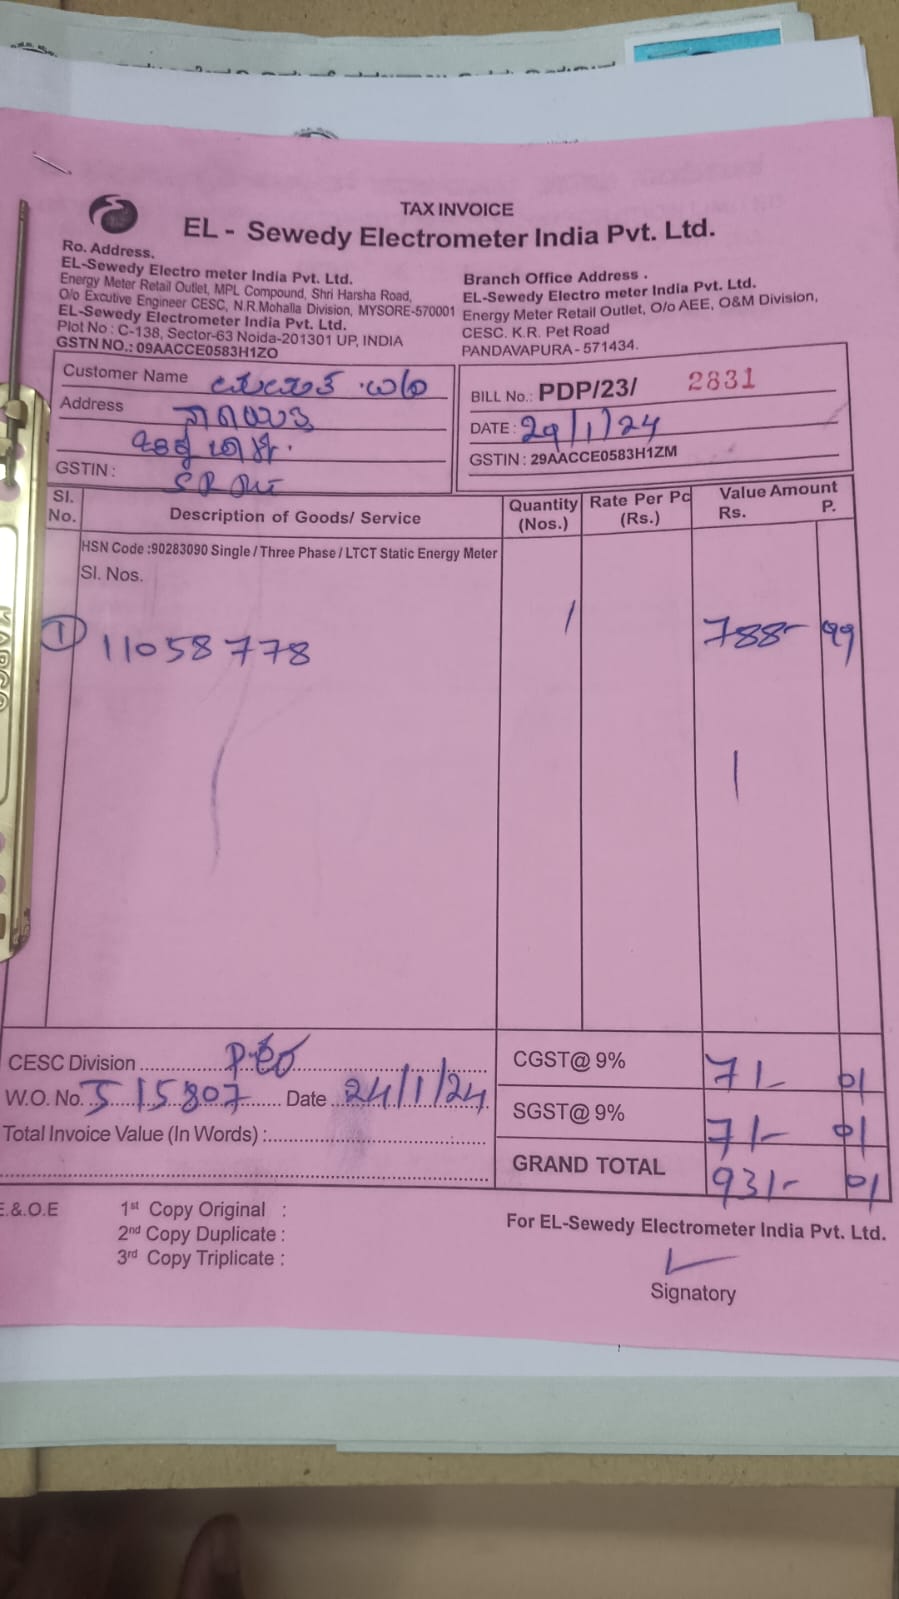 TAX INVOICE
EL - Sewedy Electrometer India Pvt. Ltd.
Ro. Address.
EL-Sewedy Electro meter India Pvt. Ltd.
Energy Meter Retail Outlet, MPL Compound, Shri Harsha Road,
O/o Excutive Engineer CESC, N.R.Mohalla Division, MYSORE-570001
EL-Sewedy Electrometer India Pvt. Ltd.
Plot No : C-138, Sector-63 Noida-201301 UP, INDIA
GSTN NO.: 09AACCE0583H1ZO
Branch Office Address .
EL-Sewedy Electro meter India Pvt. Ltd.
Energy Meter Retail Outlet, O/o AEE, O&M Division,
CESC. K.R. Pet Road
PANDAVAPURA - 571434.
Customer Name
Address
GSTIN :
BILL No.: PDP/23/ 2831
DATE : 29/1/24
GSTIN : 29AACCE0583H1ZM
Sl. No. Description of Goods/ Service Quantity (Nos.) Rate Per Pc (Rs.) Value Amount Rs. P.
HSN Code :90283090 Single / Three Phase / LTCT Static Energy Meter
Sl. Nos.
1 11058778 1 788- 99
CESC Division
W.O. No. 515807 Date 24/1/24
Total Invoice Value (In Words) :
CGST@ 9% 71- 01
SGST@ 9% 71- 01
GRAND TOTAL 931- 01
E.&.O.E
1st Copy Original :
2nd Copy Duplicate :
3rd Copy Triplicate :
For EL-Sewedy Electrometer India Pvt. Ltd.
Signatory